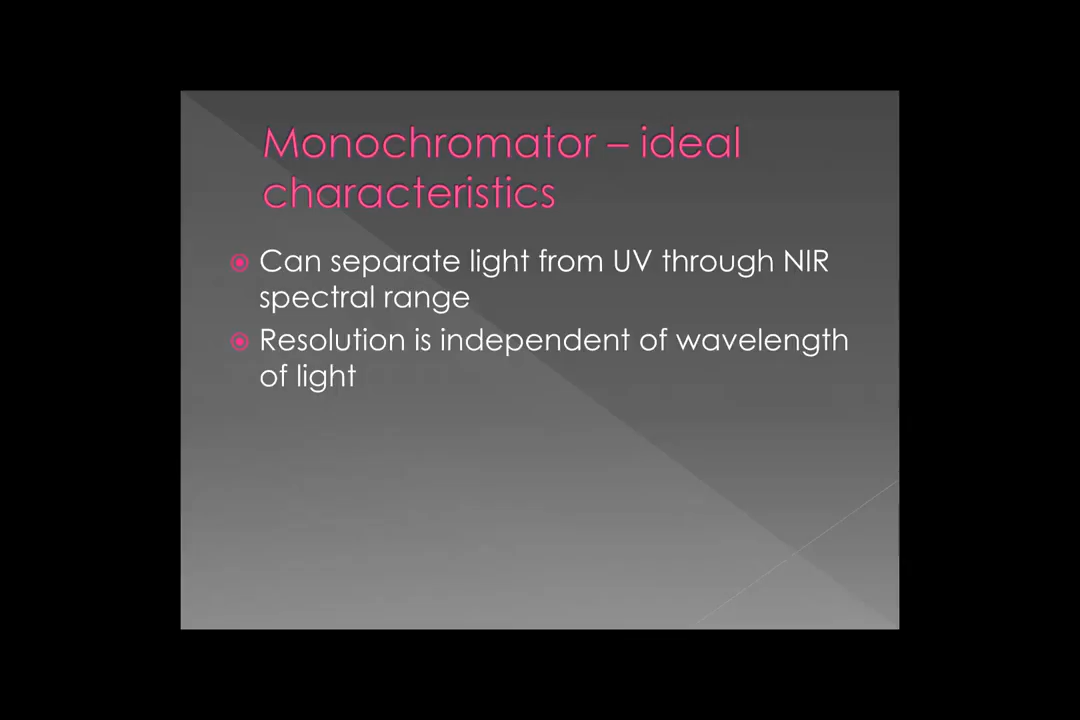 Monochromator – ideal
characteristics
Can separate light from UV through NIR
spectral range
Resolution is independent of wavelength
of light